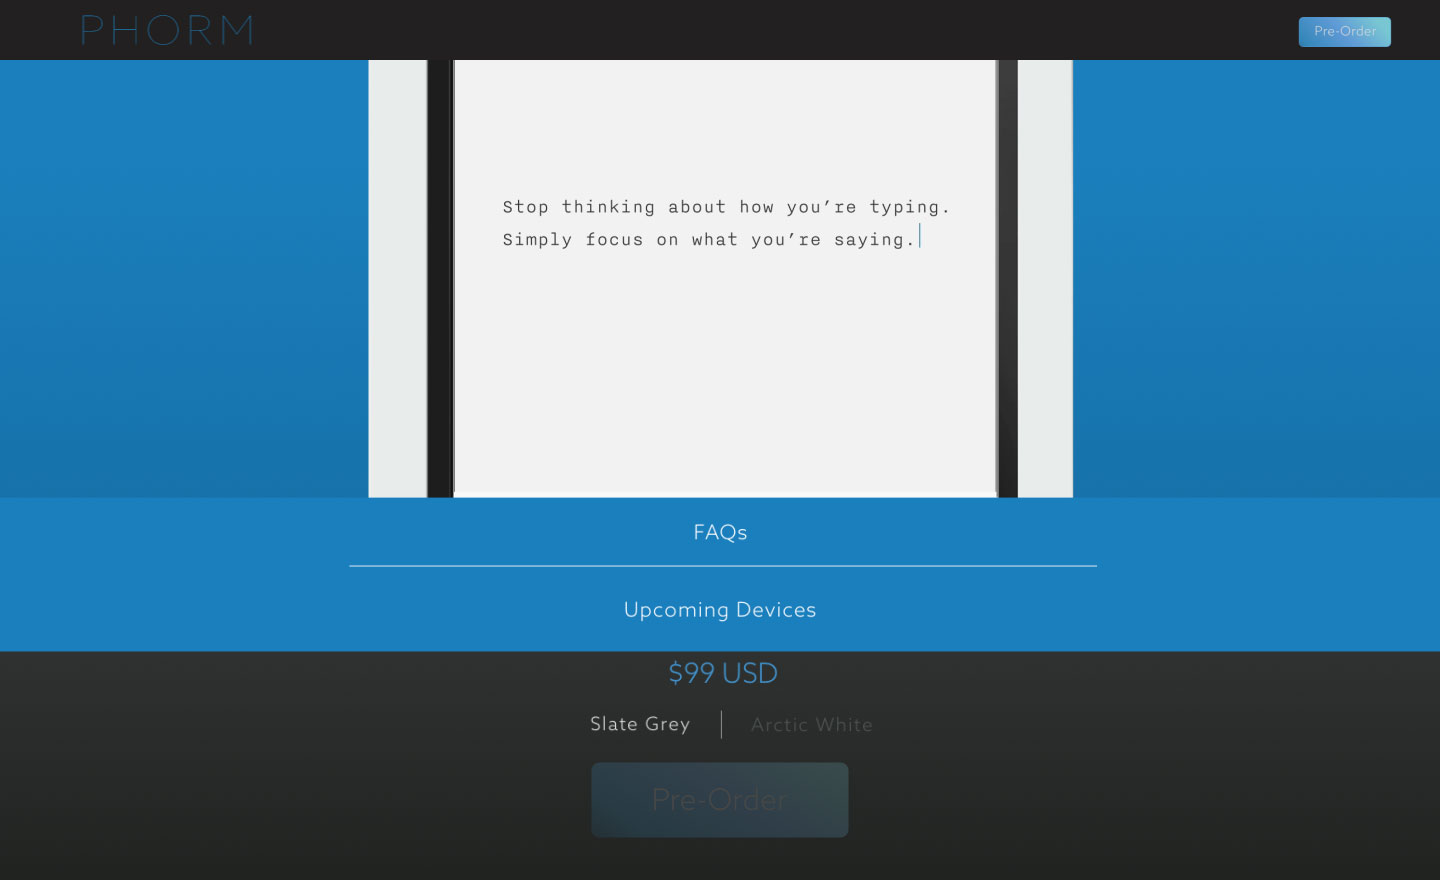 PHORM
Pre-Order
Stop thinking about how you’re typing.
Simply focus on what you’re saying.
FAQs
Upcoming Devices
$99 USD
Slate Grey
Arctic White
Pre-Order